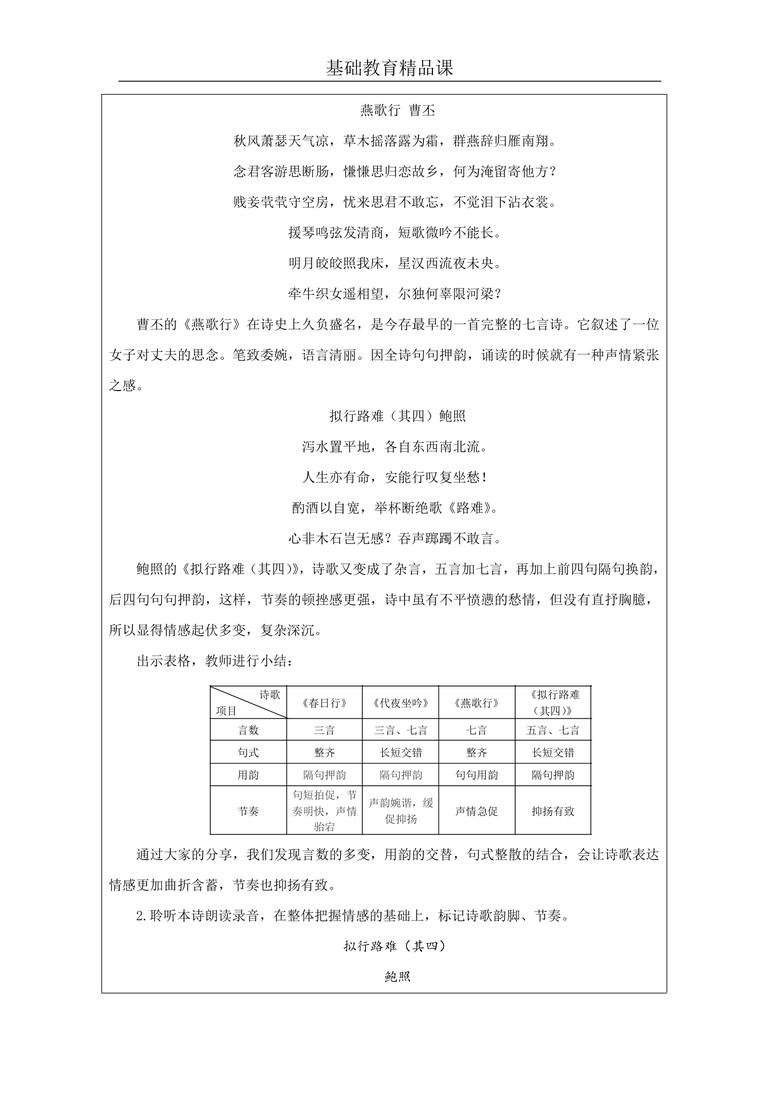 基础教育精品课
燕歌行 曹丕
秋风萧瑟天气凉，草木摇落露为霜，群燕辞归雁南翔。
念君客游思断肠，慊慊思归恋故乡，何为淹留寄他方？
贱妾茕茕守空房，忧来思君不敢忘，不觉泪下沾衣裳。
援琴鸣弦发清商，短歌微吟不能长。
明月皎皎照我床，星汉西流夜未央。
牵牛织女遥相望，尔独何辜限河梁？
曹丕的《燕歌行》在诗史上久负盛名，是今存最早的一首完整的七言诗。它叙述了一位
女子对丈夫的思念。笔致委婉，语言清丽。因全诗句句押韵，诵读的时候就有一种声情紧张
之感。
拟行路难（其四）鲍照
泻水置平地，各自东西南北流。
人生亦有命，安能行叹复坐愁！
酌酒以自宽，举杯断绝歌《路难》。
心非木石岂无感？吞声踯躅不敢言。
鲍照的《拟行路难（其四）》，诗歌又变成了杂言，五言加七言，再加上前四句隔句换韵，
后四句句句押韵，这样，节奏的顿挫感更强，诗中虽有不平愤懑的愁情，但没有直抒胸臆，
所以显得情感起伏多变，复杂深沉。
出示表格，教师进行小结：
诗歌
项目
《春日行》 《代夜坐吟》 《燕歌行》 《拟行路难
（其四）》
言数 三言 三言、七言 七言 五言、七言
句式 整齐 长短交错 整齐 长短交错
用韵 隔句押韵 隔句押韵 句句用韵 隔句押韵
节奏 句短拍促，节
奏明快，声情
骀宕
声韵婉谐，缓
促抑扬
声情急促 抑扬有致
通过大家的分享，我们发现言数的多变，用韵的交替，句式整散的结合，会让诗歌表达
情感更加曲折含蓄，节奏也抑扬有致。
2.聆听本诗朗读录音，在整体把握情感的基础上，标记诗歌韵脚、节奏。
拟行路难（其四）
鲍照